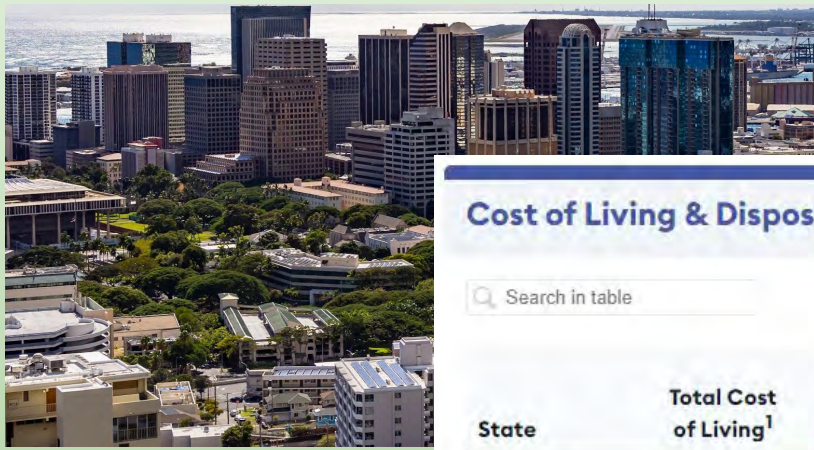 Cost of Living & Dispos
Search in table
Total Cost
State of Living1